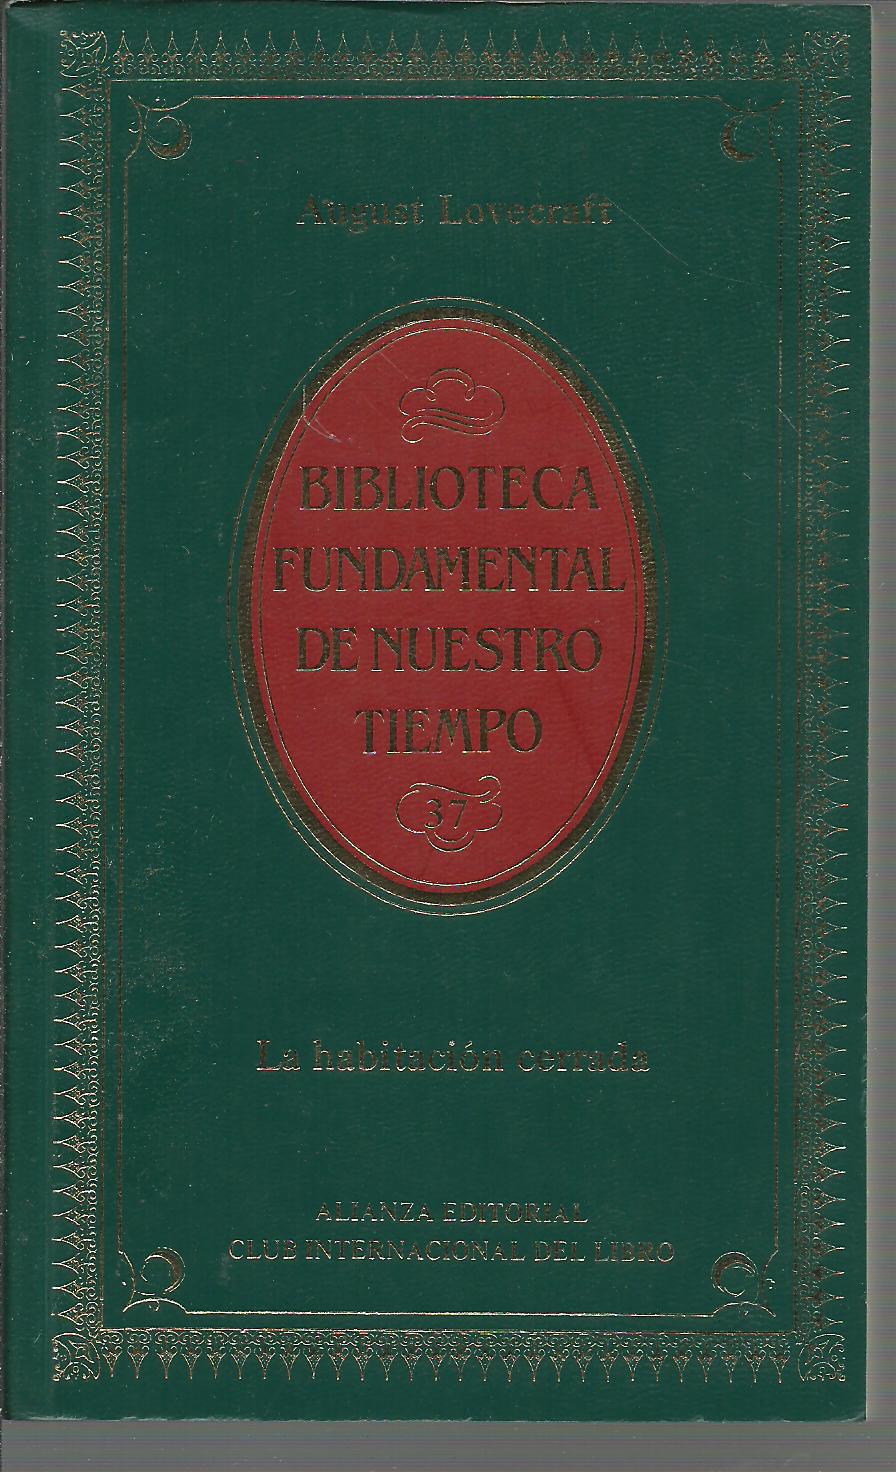 August Lovecraft
BIBLIOTECA
FUNDAMENTAL
DE NUESTRO
TIEMPO
37
La habitación cerrada
ALIANZA EDITORIAL
CLUB INTERNACIONAL DEL LIBRO